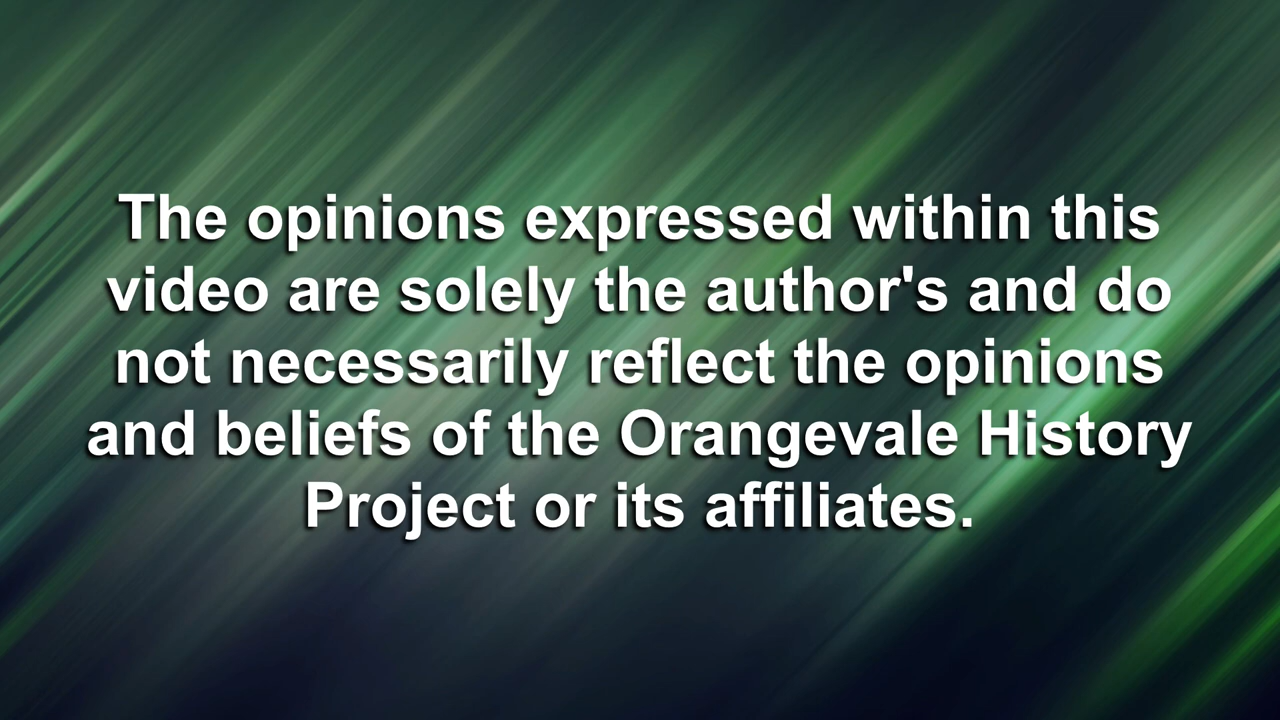 The opinions expressed within this
video are solely the author's and do
not necessarily reflect the opinions
and beliefs of the Orangevale History
Project or its affiliates.